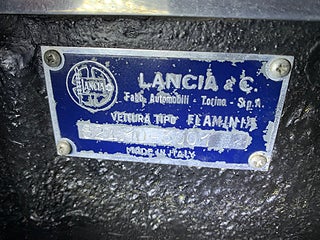 LANCIA
LANCIA & C.
Fabb. Automobili - Torino - S.p.A.
VETTURA TIPO FLAMINIA
MADE IN ITALY